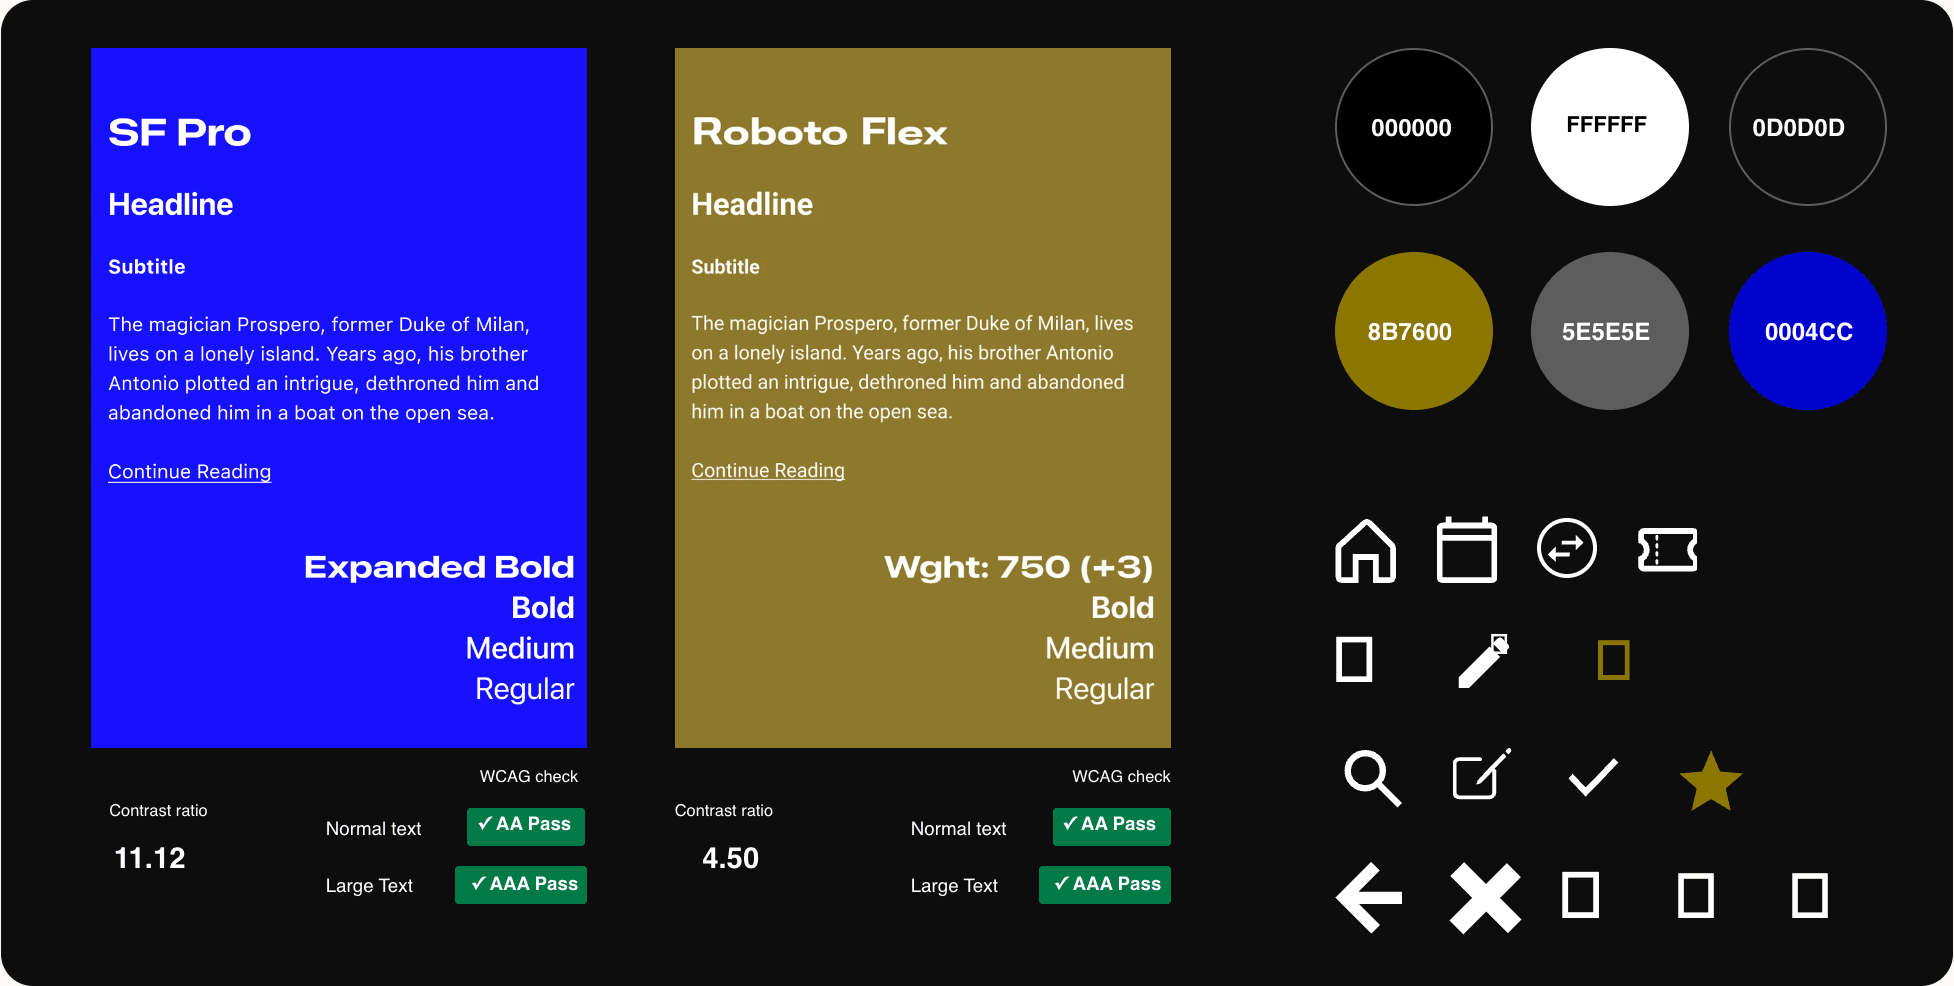 SF Pro
Headline
Subtitle
The magician Prospero, former Duke of Milan,
lives on a lonely island. Years ago, his brother
Antonio plotted an intrigue, dethroned him and
abandoned him in a boat on the open sea.
Continue Reading
Expanded Bold
Bold
Medium
Regular
WCAG check
Contrast ratio
11.12
Normal text
✓ AA Pass
Large Text
✓ AAA Pass
Roboto Flex
Headline
Subtitle
The magician Prospero, former Duke of Milan, lives
on a lonely island. Years ago, his brother Antonio
plotted an intrigue, dethroned him and abandoned
him in a boat on the open sea.
Continue Reading
Wght: 750 (+3)
Bold
Medium
Regular
WCAG check
Contrast ratio
4.50
Normal text
✓ AA Pass
Large Text
✓ AAA Pass
000000
FFFFFF
0D0D0D
8B7600
5E5E5E
0004CC